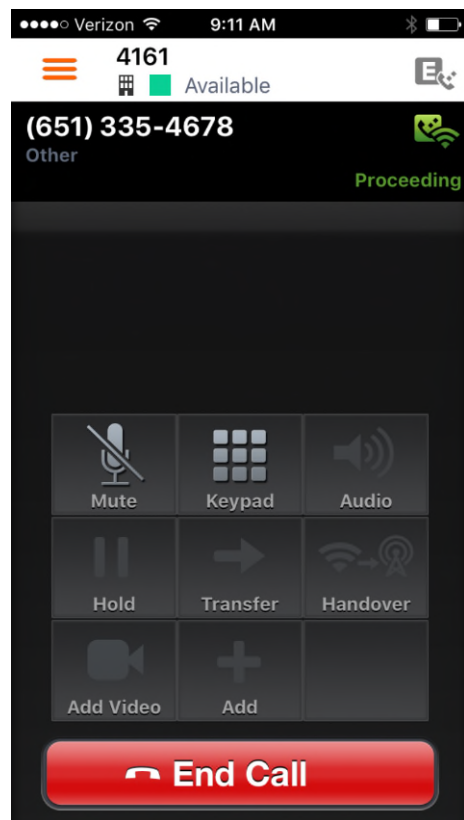 Verizon 9:11 AM
4161
Available
E
(651) 335-4678
Other
Proceeding
Mute Keypad Audio
Hold Transfer Handover
Add Video Add
End Call